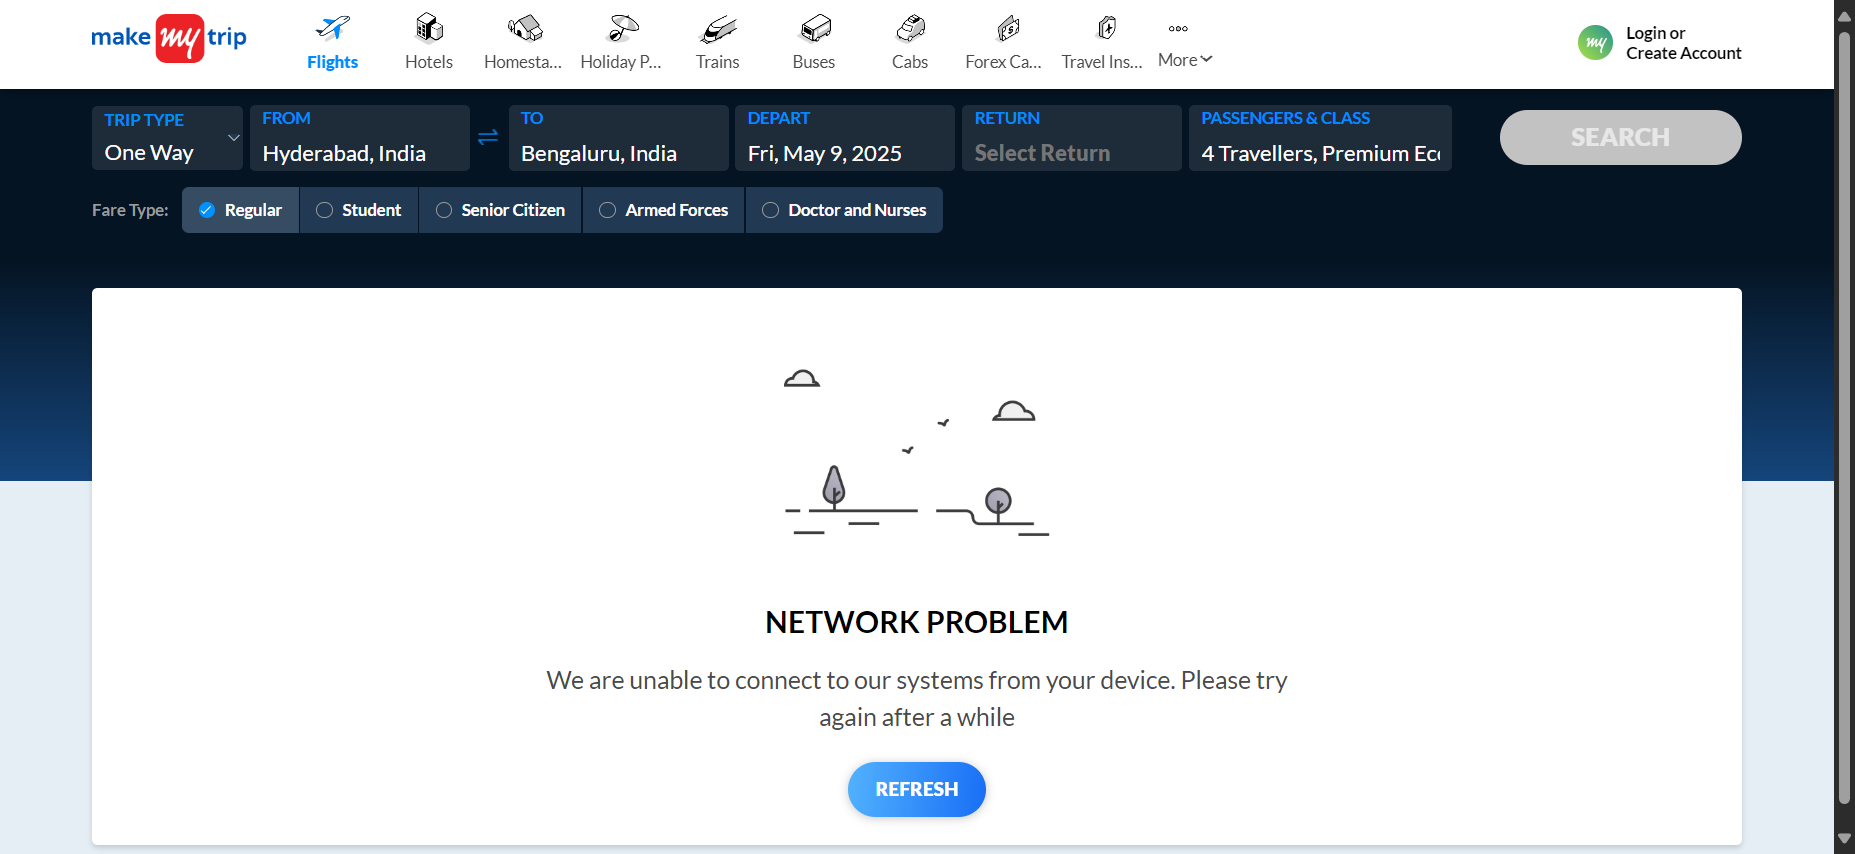 make my trip
Flights
Hotels
Homesta...
Holiday P...
Trains
Buses
Cabs
Forex Ca...
Travel Ins...
More
my
Login or
Create Account
TRIP TYPE
One Way
FROM
Hyderabad, India
TO
Bengaluru, India
DEPART
Fri, May 9, 2025
RETURN
Select Return
PASSENGERS & CLASS
4 Travellers, Premium Ec
SEARCH
Fare Type:
Regular
Student
Senior Citizen
Armed Forces
Doctor and Nurses
NETWORK PROBLEM
We are unable to connect to our systems from your device. Please try
again after a while
REFRESH